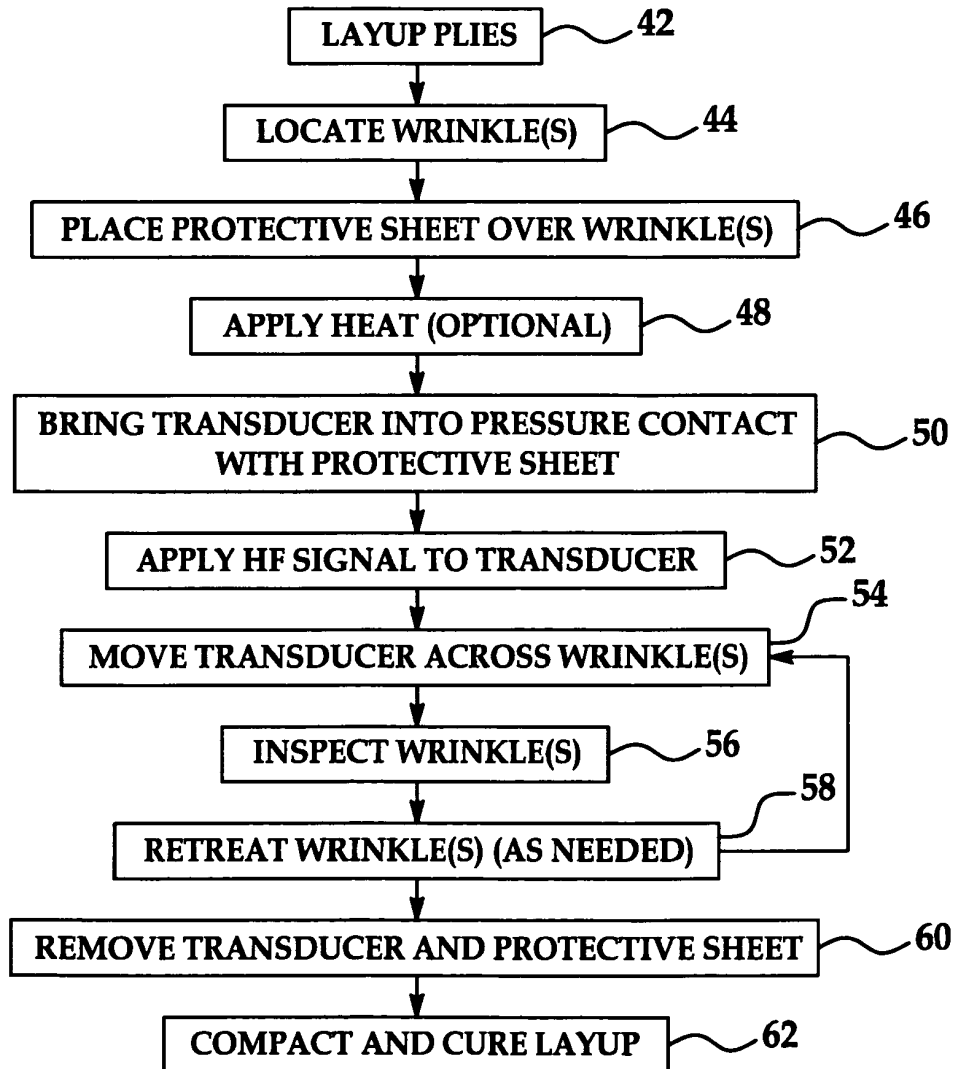 LAYUP PLIES 42
LOCATE WRINKLE(S) 44
PLACE PROTECTIVE SHEET OVER WRINKLE(S) 46
APPLY HEAT (OPTIONAL) 48
BRING TRANSDUCER INTO PRESSURE CONTACT
WITH PROTECTIVE SHEET 50
APPLY HF SIGNAL TO TRANSDUCER 52
MOVE TRANSDUCER ACROSS WRINKLE(S) 54
INSPECT WRINKLE(S) 56
RETREAT WRINKLE(S) (AS NEEDED) 58
REMOVE TRANSDUCER AND PROTECTIVE SHEET 60
COMPACT AND CURE LAYUP 62